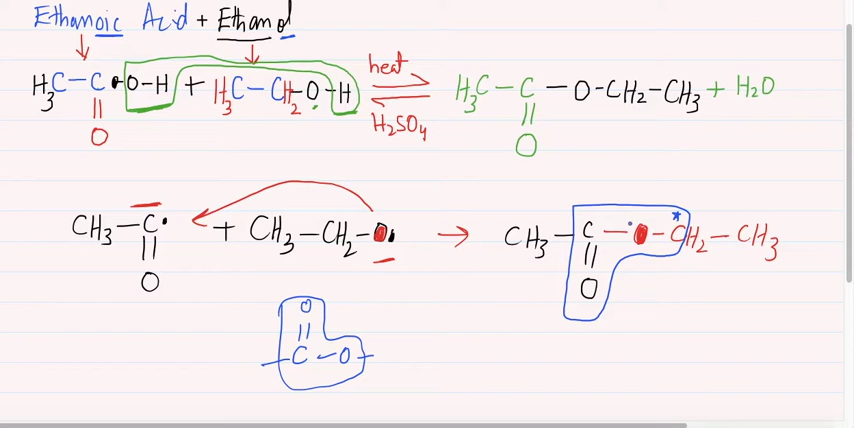 Ethanoic Acid + Ethanol
H₃C – C – O – H + H₃C – CH₂ – O – H heat ⇌ H₂SO₄ H₃C – C – O – CH₂ – CH₃ + H₂O
|| O || O
CH₃ – C• + CH₃ – CH₂ – O• → CH₃ – C – O – CH₂ – CH₃
|| O || O *
O
||
– C – O –